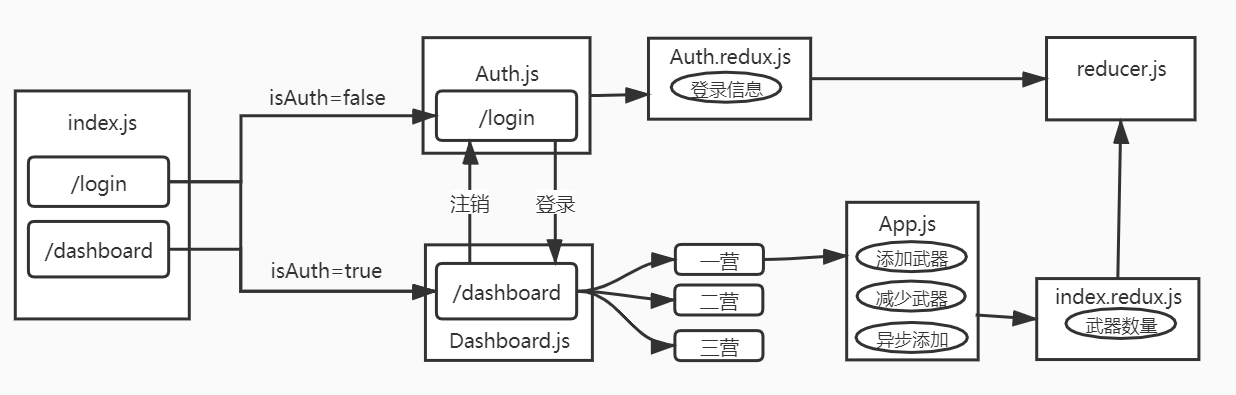 index.js
/login
/dashboard
isAuth=false
isAuth=true
Auth.js
/login
注销
登录
/dashboard
Dashboard.js
Auth.redux.js
登录信息
一营
二营
三营
App.js
添加武器
减少武器
异步添加
reducer.js
index.redux.js
武器数量